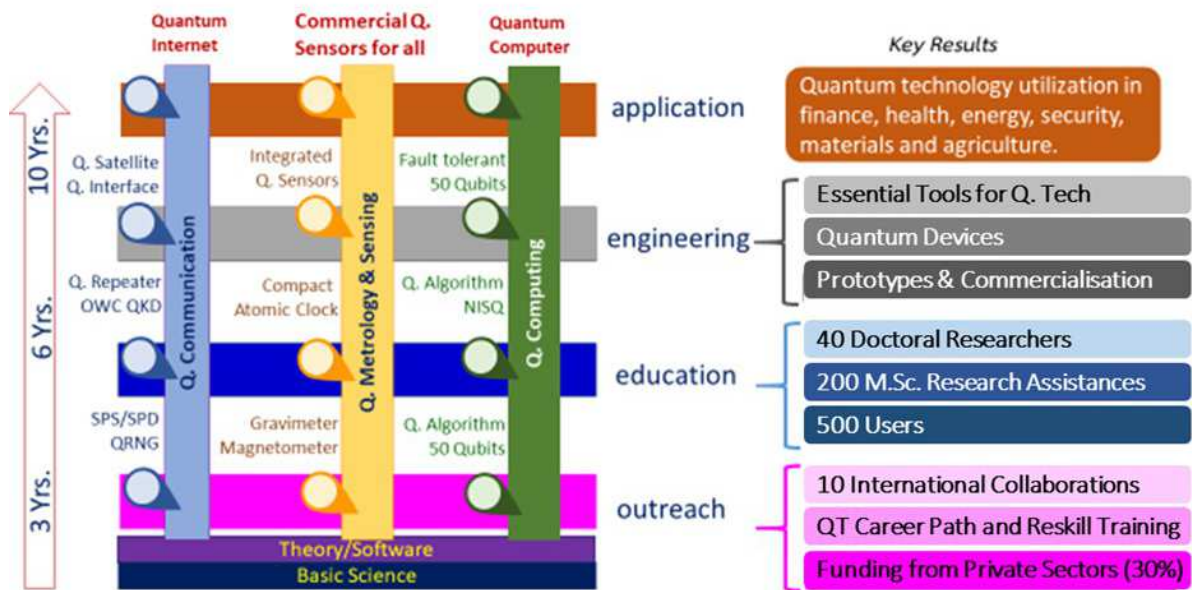 Quantum
Internet
Commercial Q.
Sensors for all
Quantum
Computer
Key Results
10 Yrs.
6 Yrs.
3 Yrs.
application
Quantum technology utilization in
finance, health, energy, security,
materials and agriculture.
Q. Satellite
Q. Interface
Integrated
Q. Sensors
Fault tolerant
50 Qubits
engineering
Essential Tools for Q. Tech
Quantum Devices
Prototypes & Commercialisation
Q. Communication
Q. Metrology & Sensing
Q. Computing
Q. Repeater
OWC QKD
Compact
Atomic Clock
Q. Algorithm
NISQ
education
40 Doctoral Researchers
200 M.Sc. Research Assistances
500 Users
SPS/SPD
QRNG
Gravimeter
Magnetometer
Q. Algorithm
50 Qubits
outreach
10 International Collaborations
QT Career Path and Reskill Training
Funding from Private Sectors (30%)
Theory/Software
Basic Science